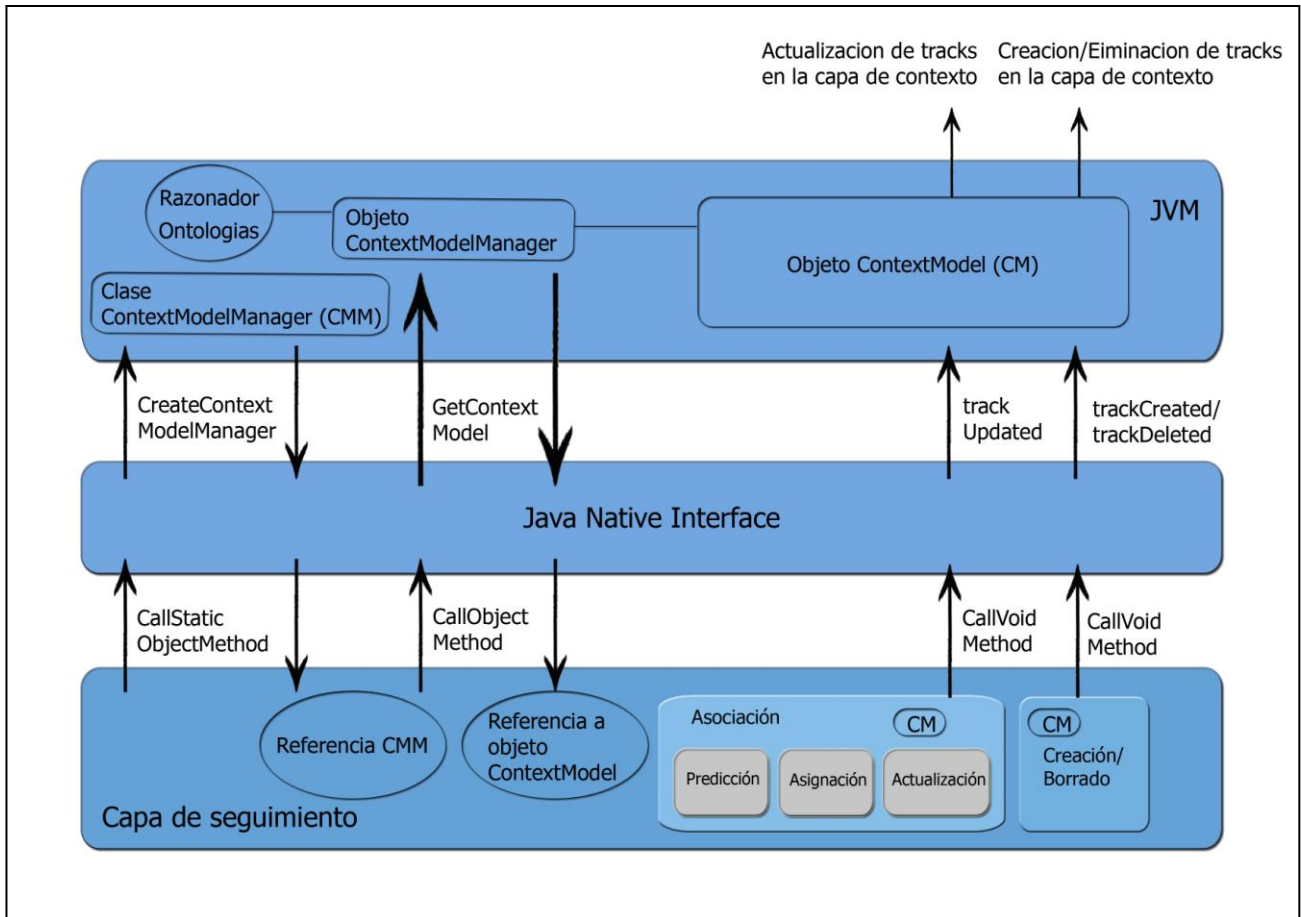 Actualizacion de tracks
en la capa de contexto
Creacion/Eiminacion de tracks
en la capa de contexto
JVM
Razonador
Ontologias
Objeto
ContextModelManager
Objeto ContextModel (CM)
Clase
ContextModelManager (CMM)
CreateContext
ModelManager
GetContext
Model
track
Updated
trackCreated/
trackDeleted
Java Native Interface
CallStatic
ObjectMethod
CallObject
Method
CallVoid
Method
CallVoid
Method
Referencia CMM
Referencia a
objeto
ContextModel
Asociación
CM
Predicción
Asignación
Actualización
CM
Creación/
Borrado
Capa de seguimiento